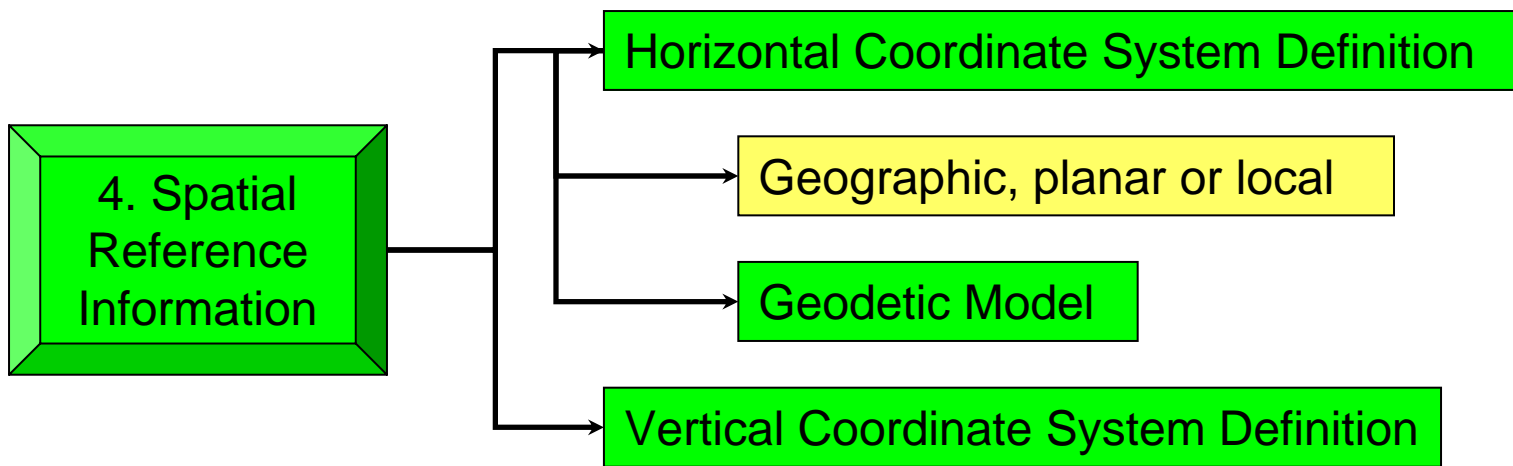 4. Spatial
Reference
Information
Horizontal Coordinate System Definition
Geographic, planar or local
Geodetic Model
Vertical Coordinate System Definition